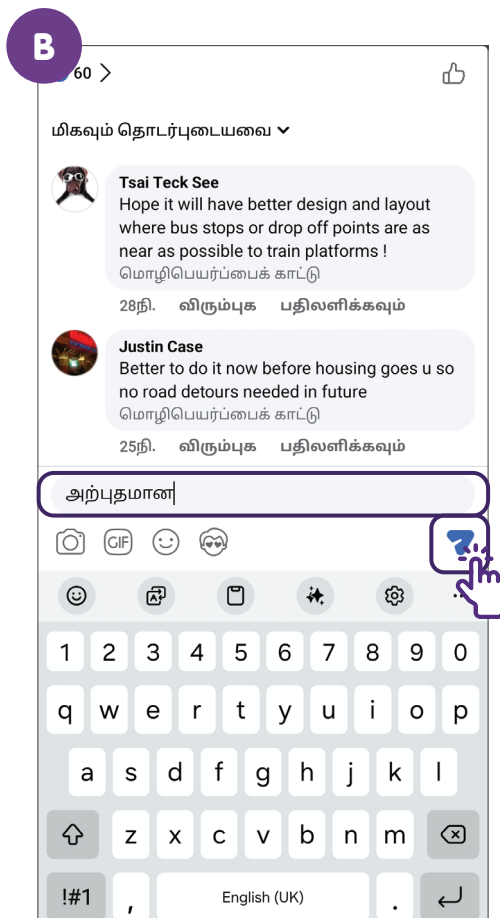 B
60
மிகவும் தொடர்புடையவை
Tsai Teck See
Hope it will have better design and layout
where bus stops or drop off points are as
near as possible to train platforms !
மொழிபெயர்ப்பைக் காட்டு
28நி. விரும்புக பதிலளிக்கவும்
Justin Case
Better to do it now before housing goes u so
no road detours needed in future
மொழிபெயர்ப்பைக் காட்டு
25நி. விரும்புக பதிலளிக்கவும்
அற்புதமான
GIF
1 2 3 4 5 6 7 8 9 0
q w e r t y u i o p
a s d f g h j k l
z x c v b n m
!#1 , English (UK) .